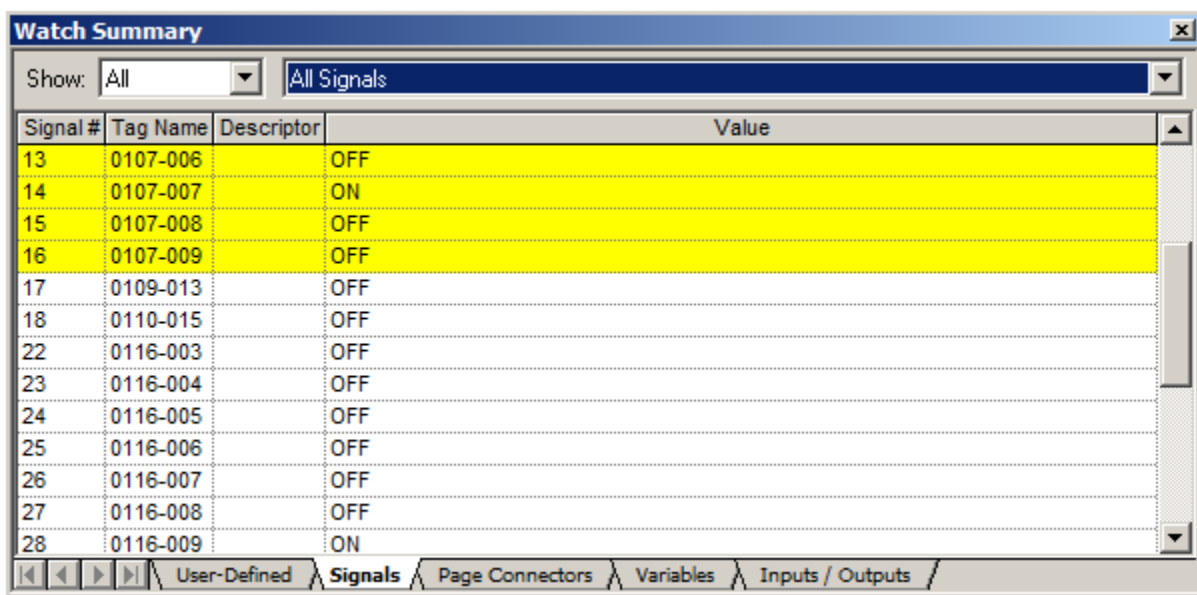 Watch Summary
Show: All All Signals
Signal # Tag Name Descriptor Value
13 0107-006 OFF
14 0107-007 ON
15 0107-008 OFF
16 0107-009 OFF
17 0109-013 OFF
18 0110-015 OFF
22 0116-003 OFF
23 0116-004 OFF
24 0116-005 OFF
25 0116-006 OFF
26 0116-007 OFF
27 0116-008 OFF
28 0116-009 ON
User-Defined Signals Page Connectors Variables Inputs / Outputs